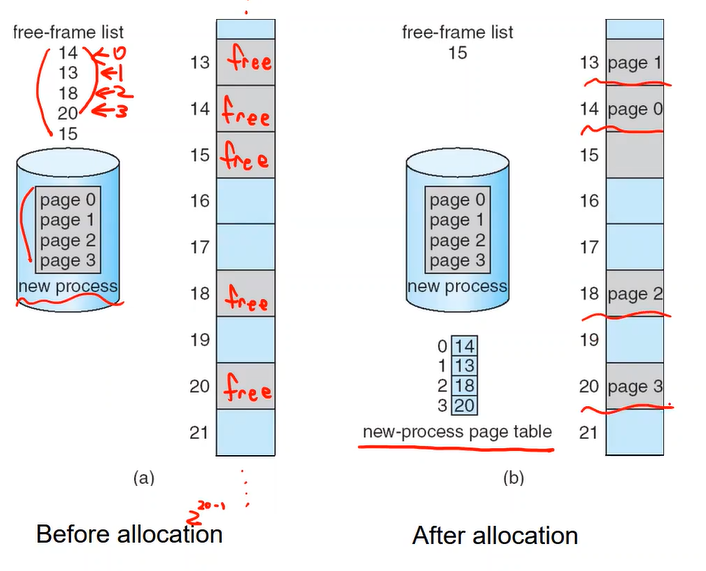 free-frame list
14 ← 0
13 ← 1
18 ← 2
20 ← 3
15
page 0
page 1
page 2
page 3
new process
13 free
14 free
15 free
16
17
18 free
19
20 free
21
(a)
2^20-1
Before allocation
free-frame list
15
page 0
page 1
page 2
page 3
new process
0 14
1 13
2 18
3 20
new-process page table
13 page 1
14 page 0
15
16
17
18 page 2
19
20 page 3
21
(b)
After allocation